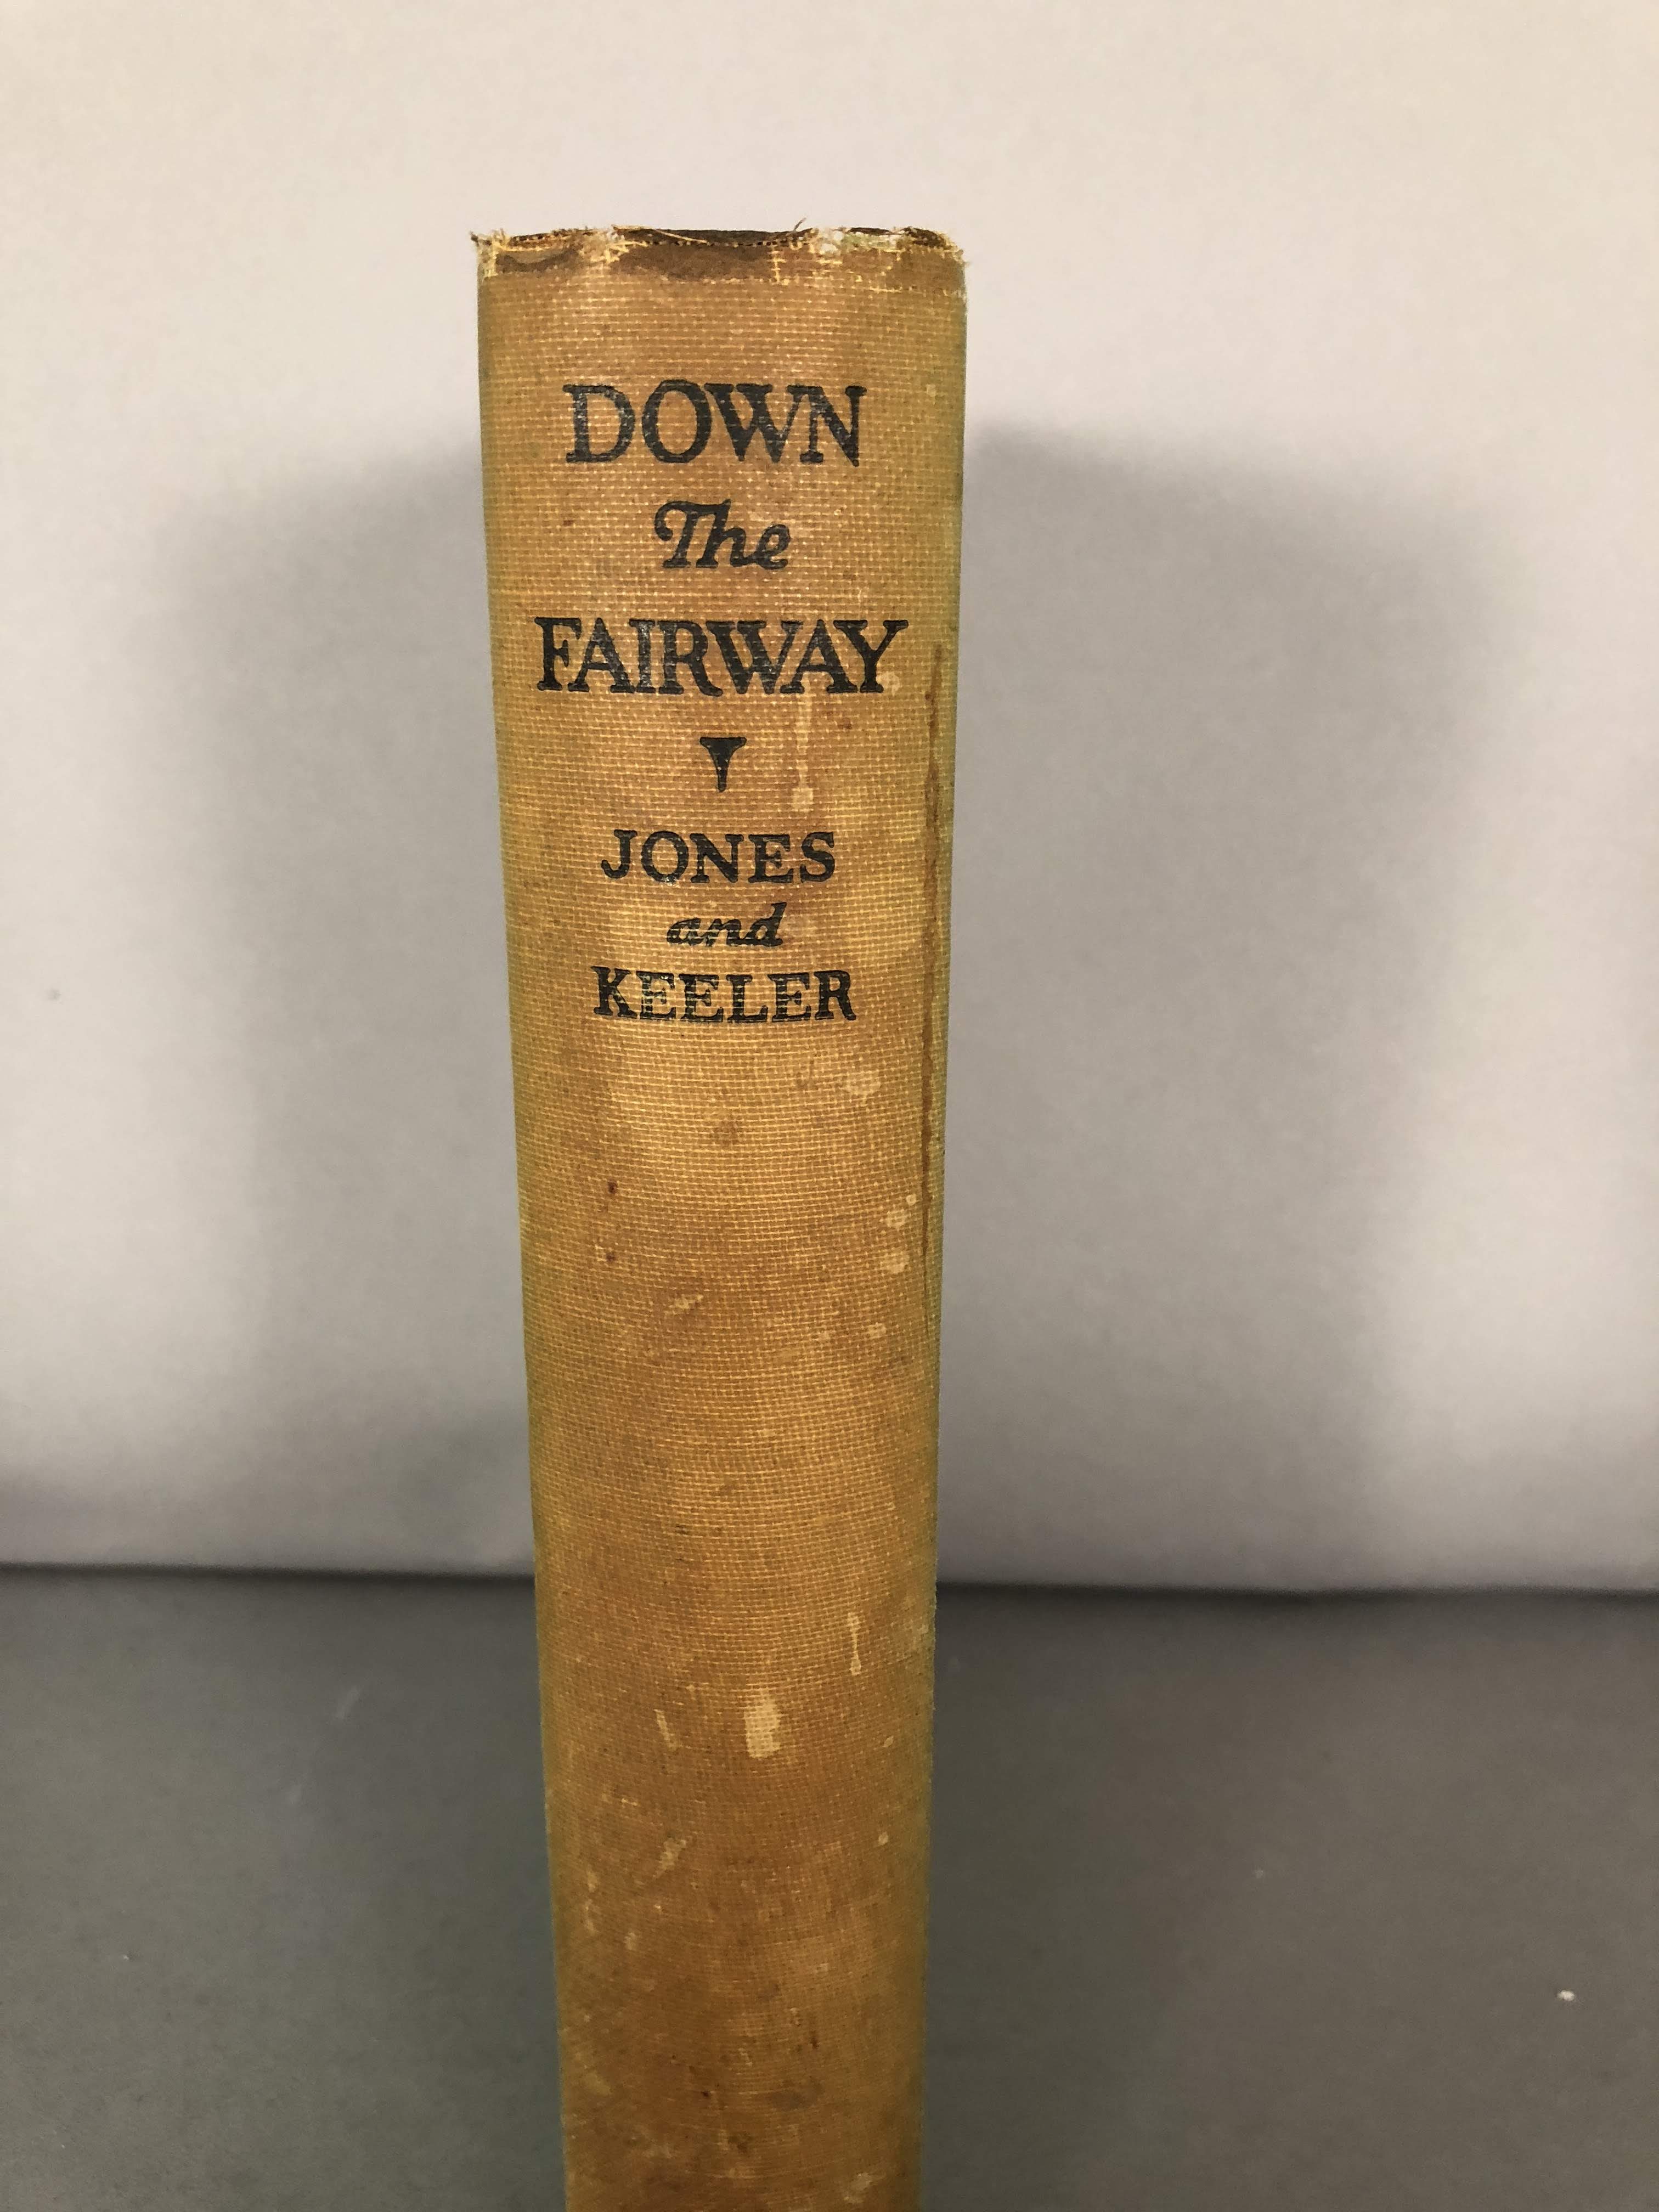 DOWN
The
FAIRWAY
JONES
and
KEELER